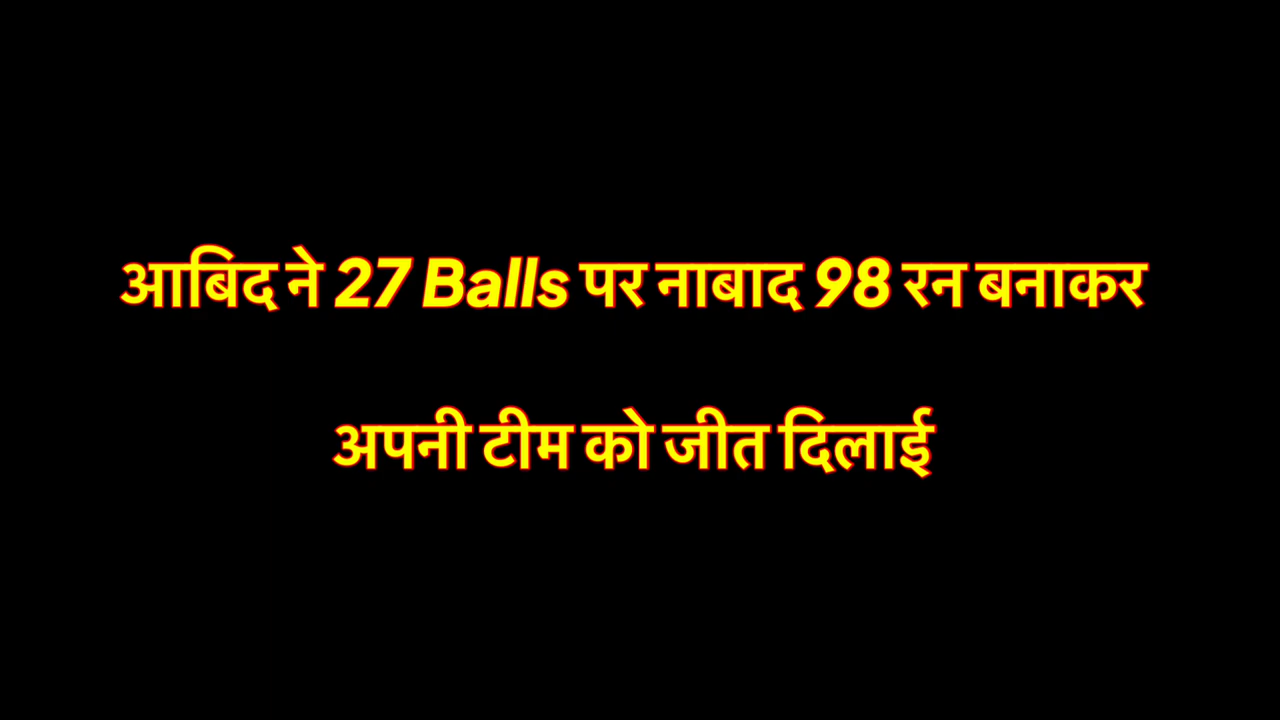 आबिद ने 27 Balls पर नाबाद 98 रन बनाकर
अपनी टीम को जीत दिलाई